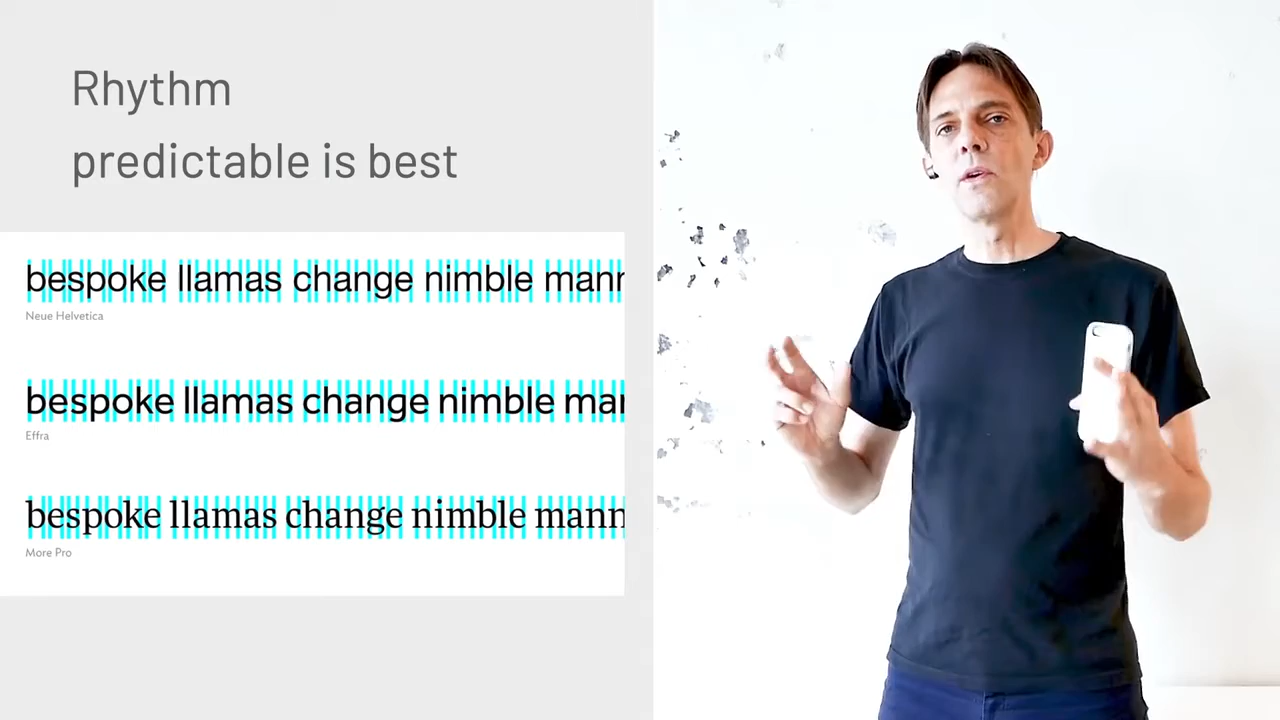 Rhythm
predictable is best
bespoke llamas change nimble mann
Neue Helvetica
bespoke llamas change nimble mar
Effra
bespoke llamas change nimble mann
More Pro